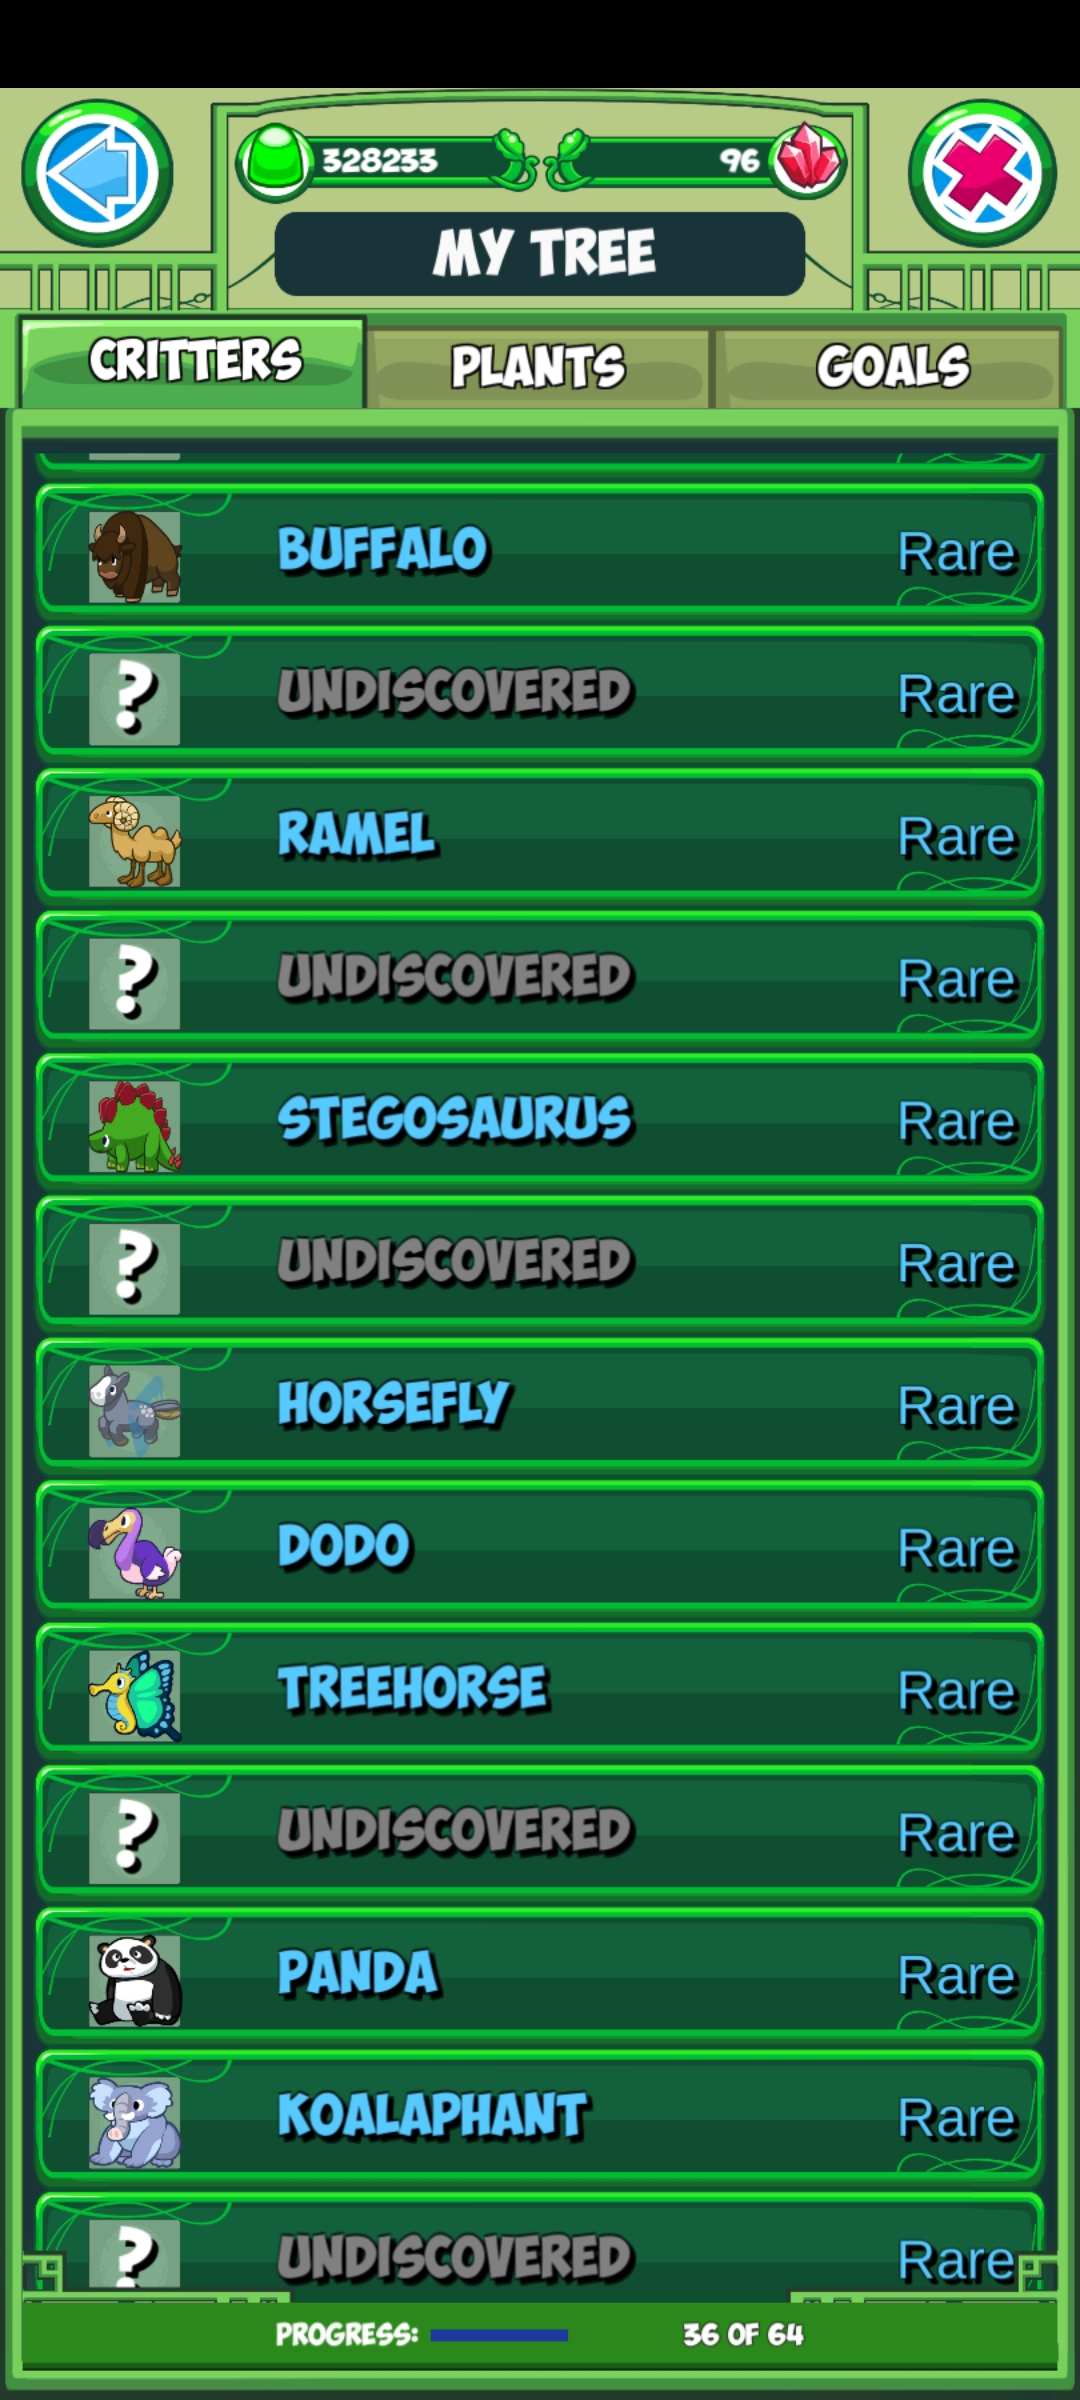 328233
96
MY TREE
CRITTERS
PLANTS
GOALS
BUFFALO Rare
? UNDISCOVERED Rare
RAMEL Rare
? UNDISCOVERED Rare
STEGOSAURUS Rare
? UNDISCOVERED Rare
HORSEFLY Rare
DODO Rare
TREEHORSE Rare
? UNDISCOVERED Rare
PANDA Rare
KOALAPHANT Rare
? UNDISCOVERED Rare
PROGRESS: 36 OF 64